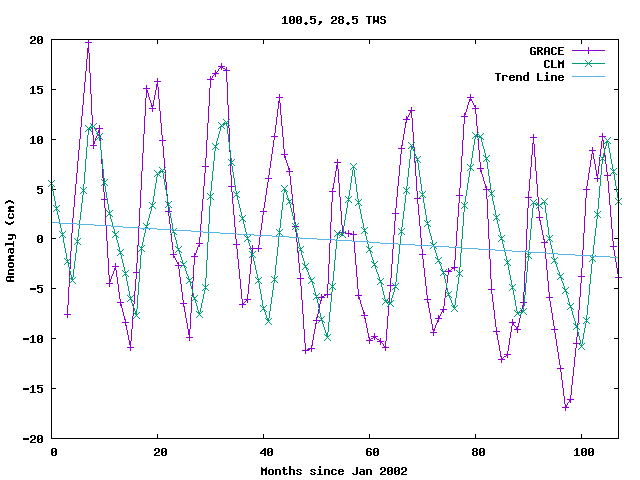 100.5, 28.5 TWS
GRACE
CLM
Trend Line
20
15
10
5
0
-5
-10
-15
-20
Anomaly (cm)
0 20 40 60 80 100
Months since Jan 2002